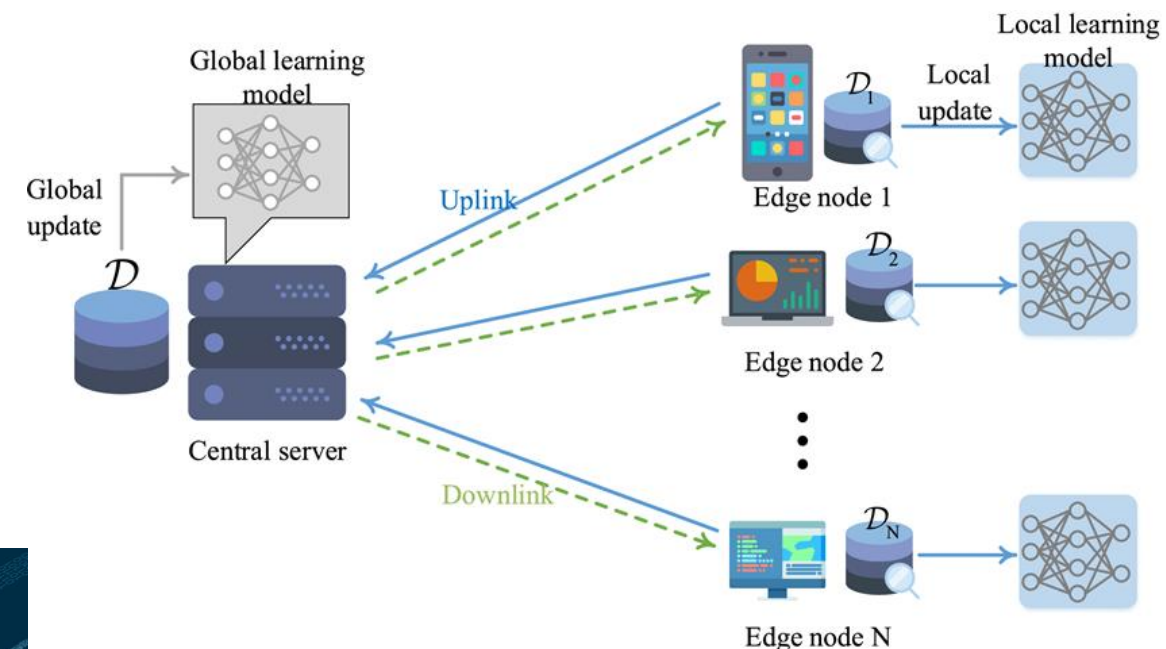 Global learning
model
Global
update
D
Central server
Uplink
Downlink
D1
Edge node 1
Local
update
Local learning
model
D2
Edge node 2
DN
Edge node N